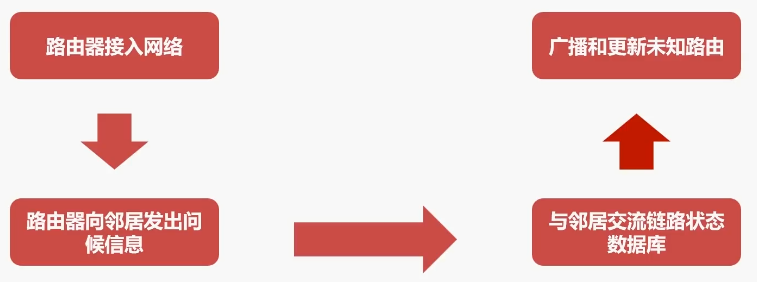 路由器接入网络
广播和更新未知路由
路由器向邻居发出问
候信息
与邻居交流链路状态
数据库